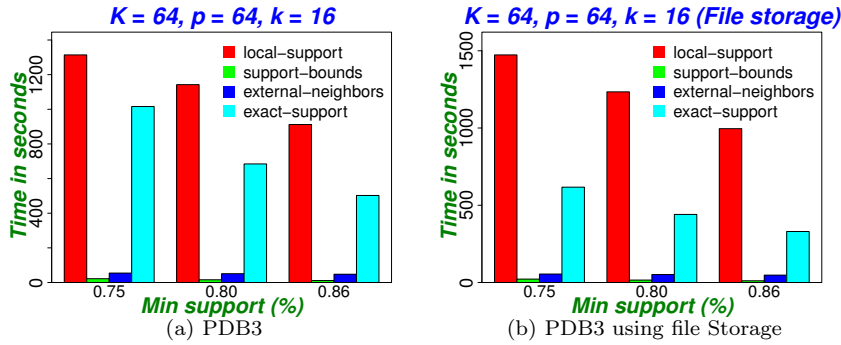 K = 64, p = 64, k = 16
Time in seconds
0
400
800
1200
local-support
support-bounds
external-neighbors
exact-support
0.75
0.80
0.86
Min support (%)
(a) PDB3
K = 64, p = 64, k = 16 (File storage)
Time in seconds
0
500
1000
1500
local-support
support-bounds
external-neighbors
exact-support
0.75
0.80
0.86
Min support (%)
(b) PDB3 using file Storage